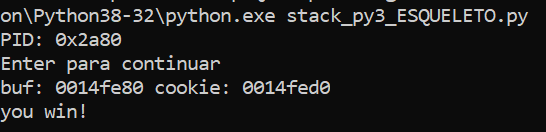 on\Python38-32\python.exe stack_py3_ESQUELETO.py
PID: 0x2a80
Enter para continuar
buf: 0014fe80 cookie: 0014fed0
you win!